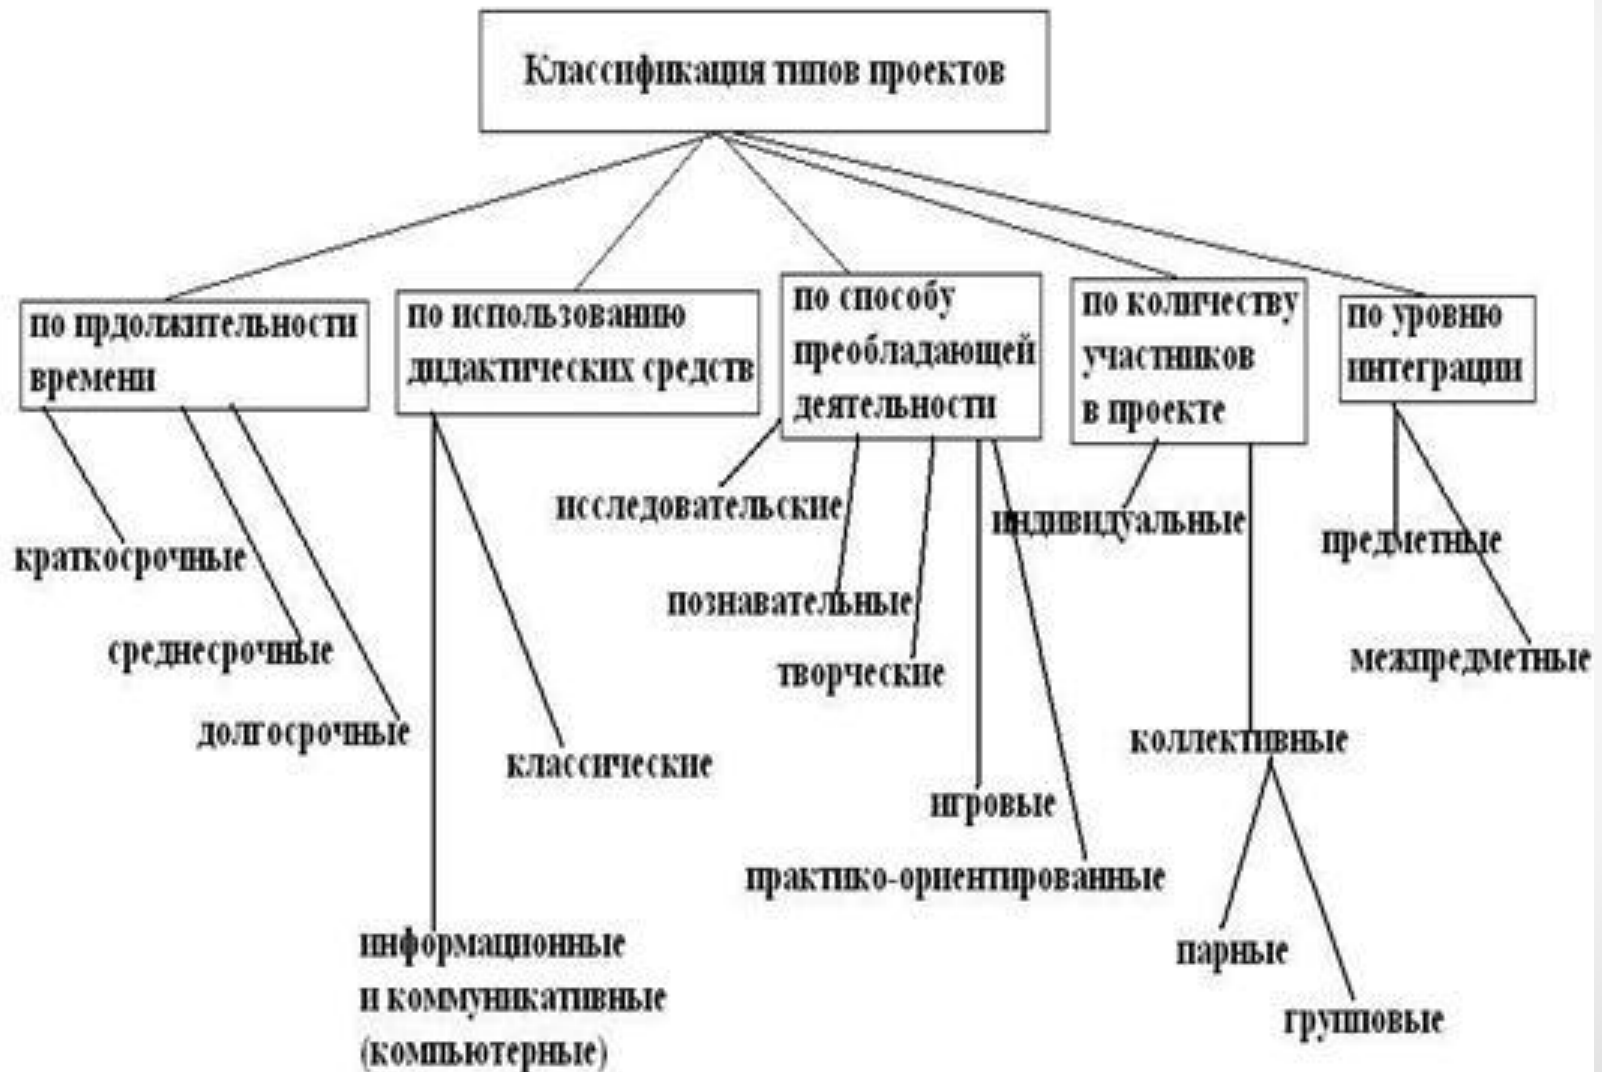 Классификация типов проектов
по прдолжительности
времени
по использованию
дидактических средств
по способу
преобладающей
деятельности
по количеству
участников
в проекте
по уровню
интеграции
краткосрочные
среднесрочные
долгосрочные
информационные
и коммуникативные
(компьютерные)
классические
исследовательские
познавательные
творческие
игровые
практико-ориентированные
индивидуальные
коллективные
парные
групповые
предметные
межпредметные